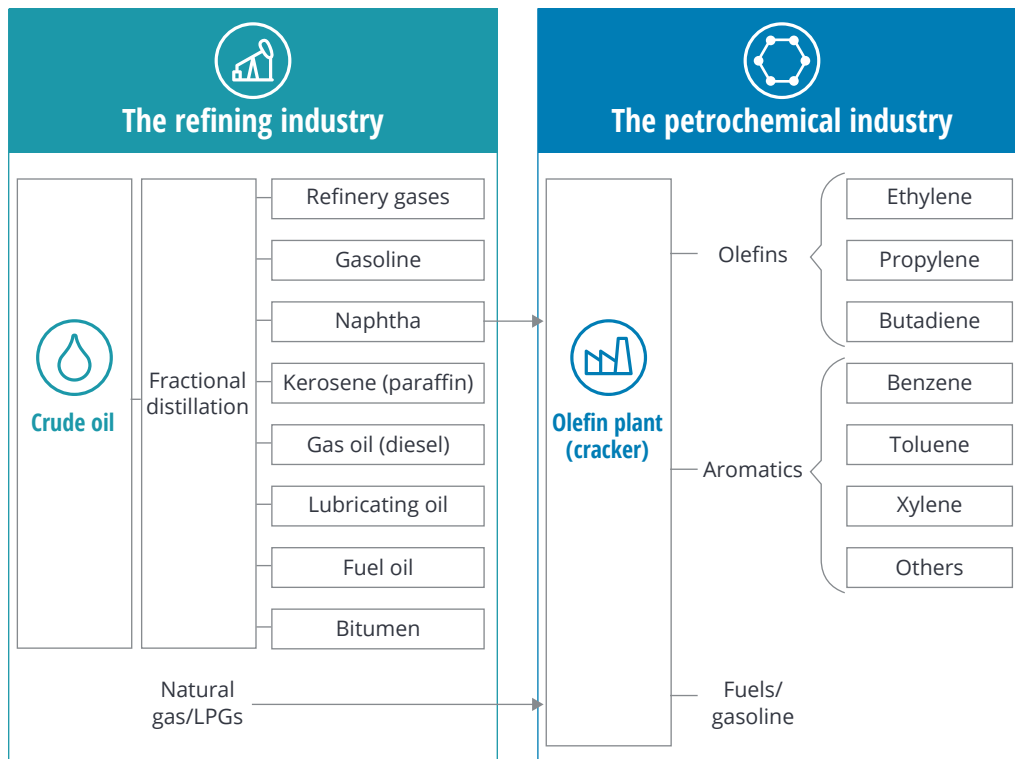 The refining industry
Crude oil
Fractional
distillation
Refinery gases
Gasoline
Naphtha
Kerosene (paraffin)
Gas oil (diesel)
Lubricating oil
Fuel oil
Bitumen
Natural
gas/LPGs
The petrochemical industry
Olefin plant
(cracker)
Olefins
Ethylene
Propylene
Butadiene
Aromatics
Benzene
Toluene
Xylene
Others
Fuels/
gasoline